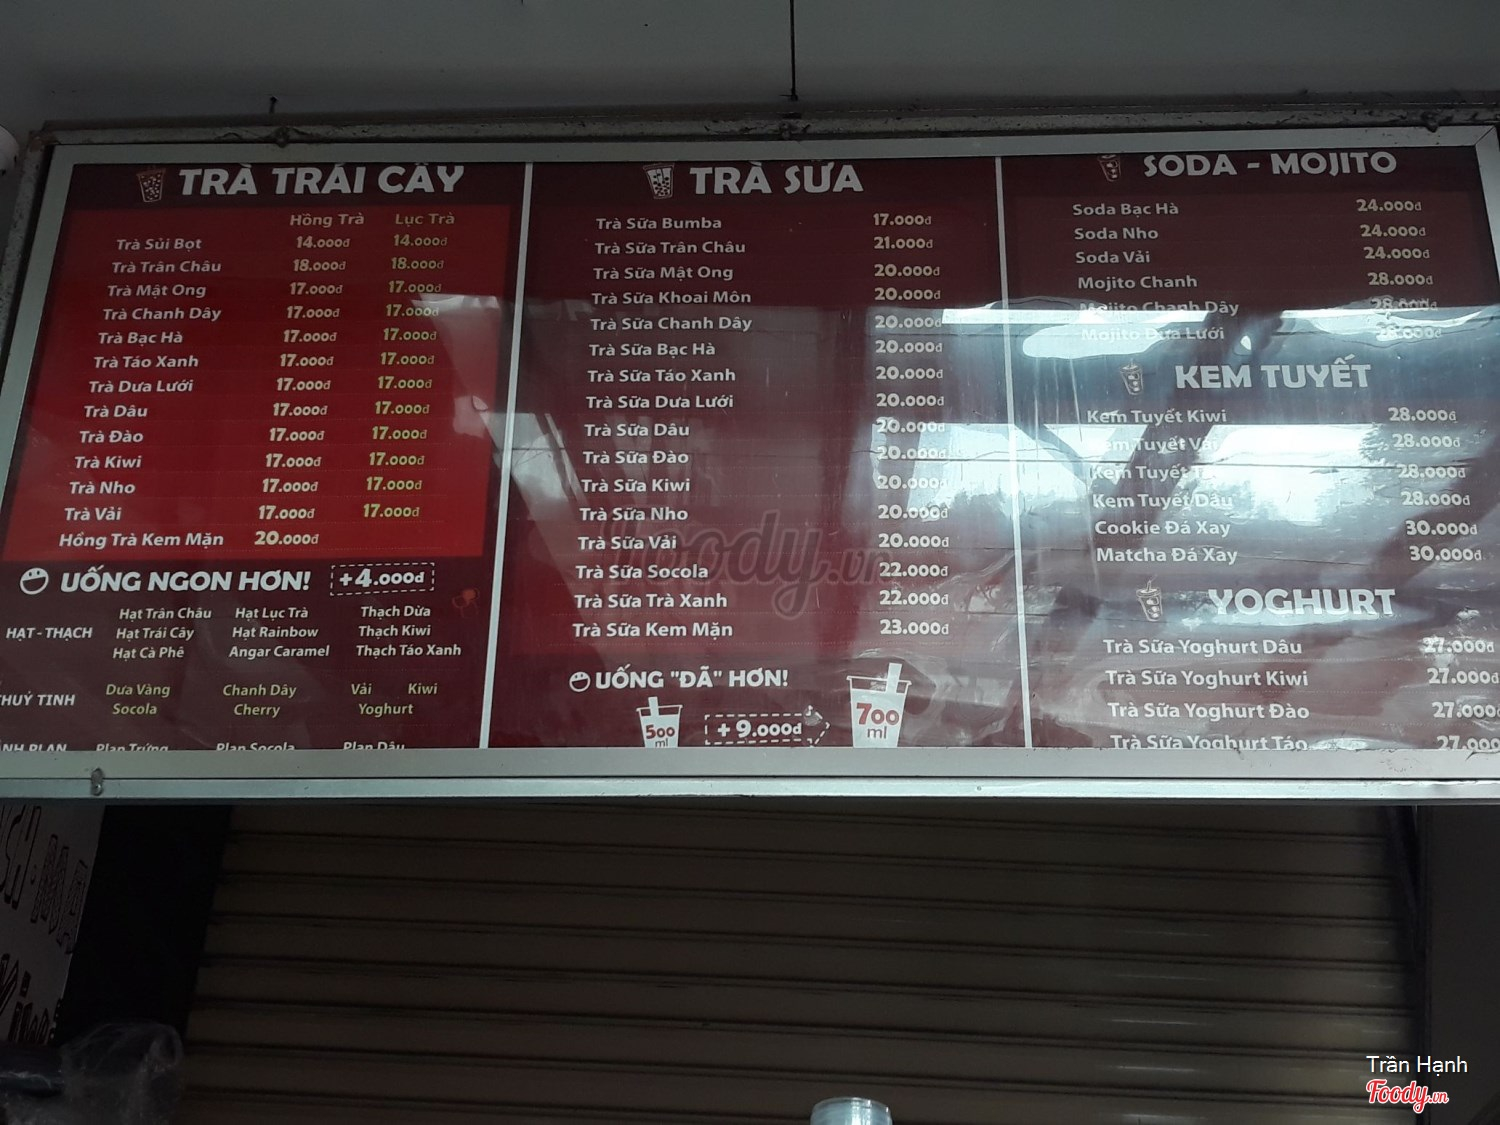 TRÀ TRÁI CÂY
Hồng Trà Lục Trà
Trà Sủi Bọt 14.000đ 14.000đ
Trà Trân Châu 18.000đ 18.000đ
Trà Mật Ong 17.000đ 17.000đ
Trà Chanh Dây 17.000đ 17.000đ
Trà Bạc Hà 17.000đ 17.000đ
Trà Táo Xanh 17.000đ 17.000đ
Trà Dưa Lưới 17.000đ 17.000đ
Trà Dâu 17.000đ 17.000đ
Trà Đào 17.000đ 17.000đ
Trà Kiwi 17.000đ 17.000đ
Trà Nho 17.000đ 17.000đ
Trà Vải 17.000đ 17.000đ
Hồng Trà Kem Mặn 20.000đ
UỐNG NGON HƠN! +4.000đ
Hạt Trân Châu Hạt Lục Trà Thạch Dừa
HẠT - THẠCH Hạt Trái Cây Hạt Rainbow Thạch Kiwi
Hạt Cà Phê Angar Caramel Thạch Táo Xanh
THUỶ TINH Dưa Vàng Chanh Dây Vải Kiwi
Socola Cherry Yoghurt
PLAN Plan Trứng Plan Socola Plan Dâu
TRÀ SỮA
Trà Sữa Bumba 17.000đ
Trà Sữa Trân Châu 21.000đ
Trà Sữa Mật Ong 20.000đ
Trà Sữa Khoai Môn 20.000đ
Trà Sữa Chanh Dây 20.000đ
Trà Sữa Bạc Hà 20.000đ
Trà Sữa Táo Xanh 20.000đ
Trà Sữa Dưa Lưới 20.000đ
Trà Sữa Dâu 20.000đ
Trà Sữa Đào 20.000đ
Trà Sữa Kiwi 20.000đ
Trà Sữa Nho 20.000đ
Trà Sữa Vải 20.000đ
Trà Sữa Socola 22.000đ
Trà Sữa Trà Xanh 22.000đ
Trà Sữa Kem Mặn 23.000đ
UỐNG "ĐÃ" HƠN!
500 ml + 9.000đ 700 ml
SODA - MOJITO
Soda Bạc Hà 24.000đ
Soda Nho 24.000đ
Soda Vải 24.000đ
Mojito Chanh 28.000đ
Mojito Chanh Dây 28.000đ
Mojito Dưa Lưới 28.000đ
KEM TUYẾT
Kem Tuyết Kiwi 28.000đ
Kem Tuyết Vải 28.000đ
Kem Tuyết 28.000đ
Kem Tuyết Dâu 28.000đ
Cookie Đá Xay 30.000đ
Matcha Đá Xay 30.000đ
YOGHURT
Trà Sữa Yoghurt Dâu 27.000đ
Trà Sữa Yoghurt Kiwi 27.000đ
Trà Sữa Yoghurt Đào 27.000đ
Trà Sữa Yoghurt Táo 27.000
foody.vn
Trần Hạnh
Foody.vn